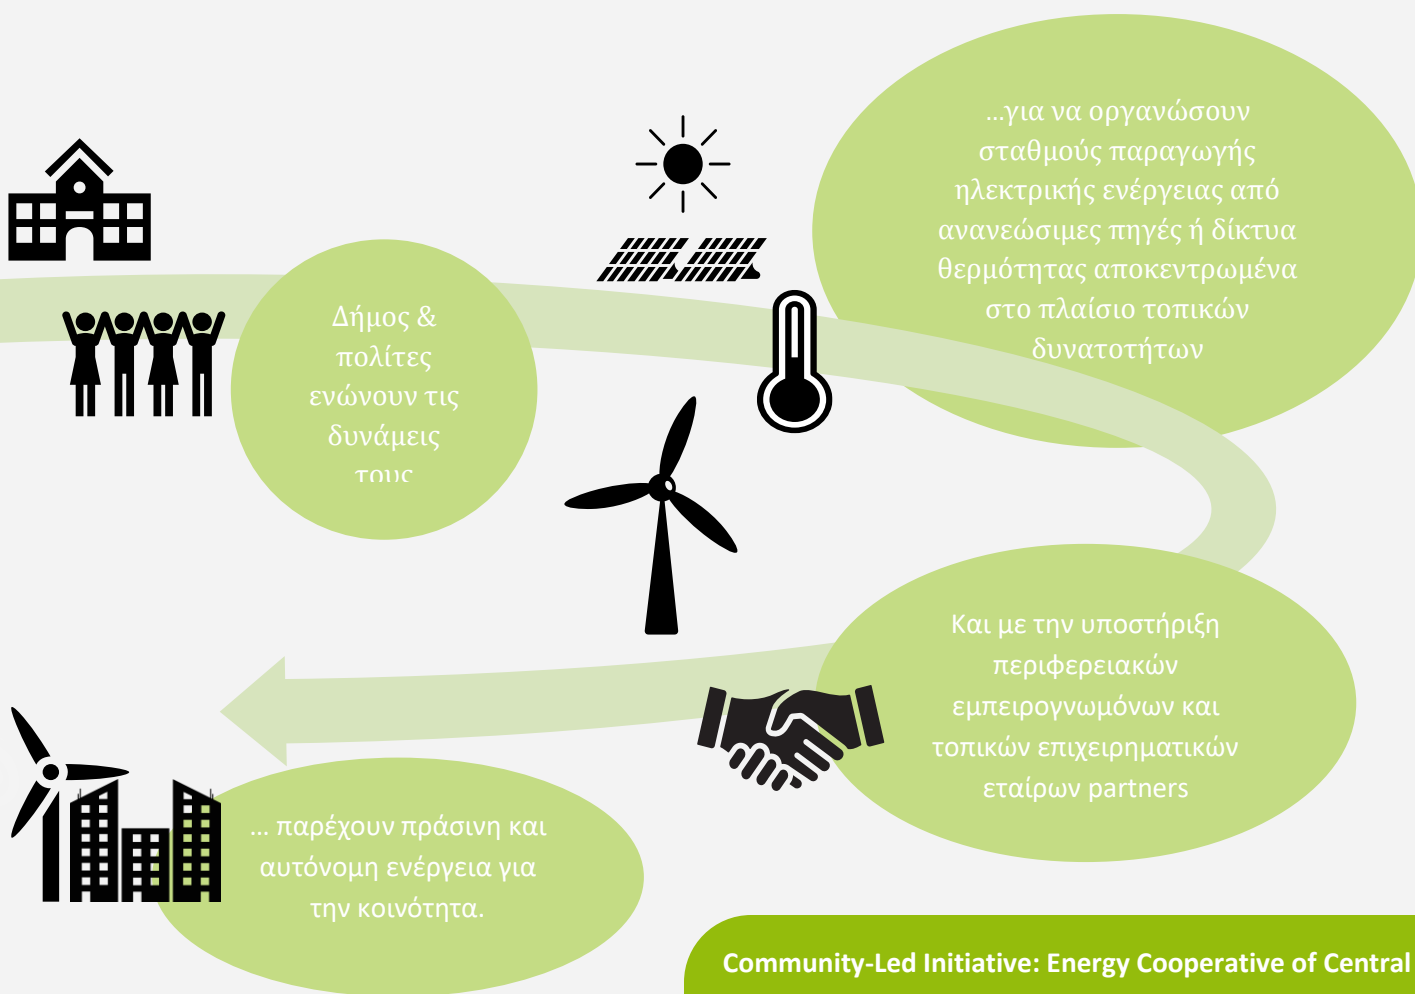 Δήμος &
πολίτες
ενώνουν τις
δυνάμεις
τους
...για να οργανώσουν
σταθμούς παραγωγής
ηλεκτρικής ενέργειας από
ανανεώσιμες πηγές ή δίκτυα
θερμότητας αποκεντρωμένα
στο πλαίσιο τοπικών
δυνατοτήτων
Και με την υποστήριξη
περιφερειακών
εμπειρογνωμόνων και
τοπικών επιχειρηματικών
εταίρων partners
... παρέχουν πράσινη και
αυτόνομη ενέργεια για
την κοινότητα.
Community-Led Initiative: Energy Cooperative of Central